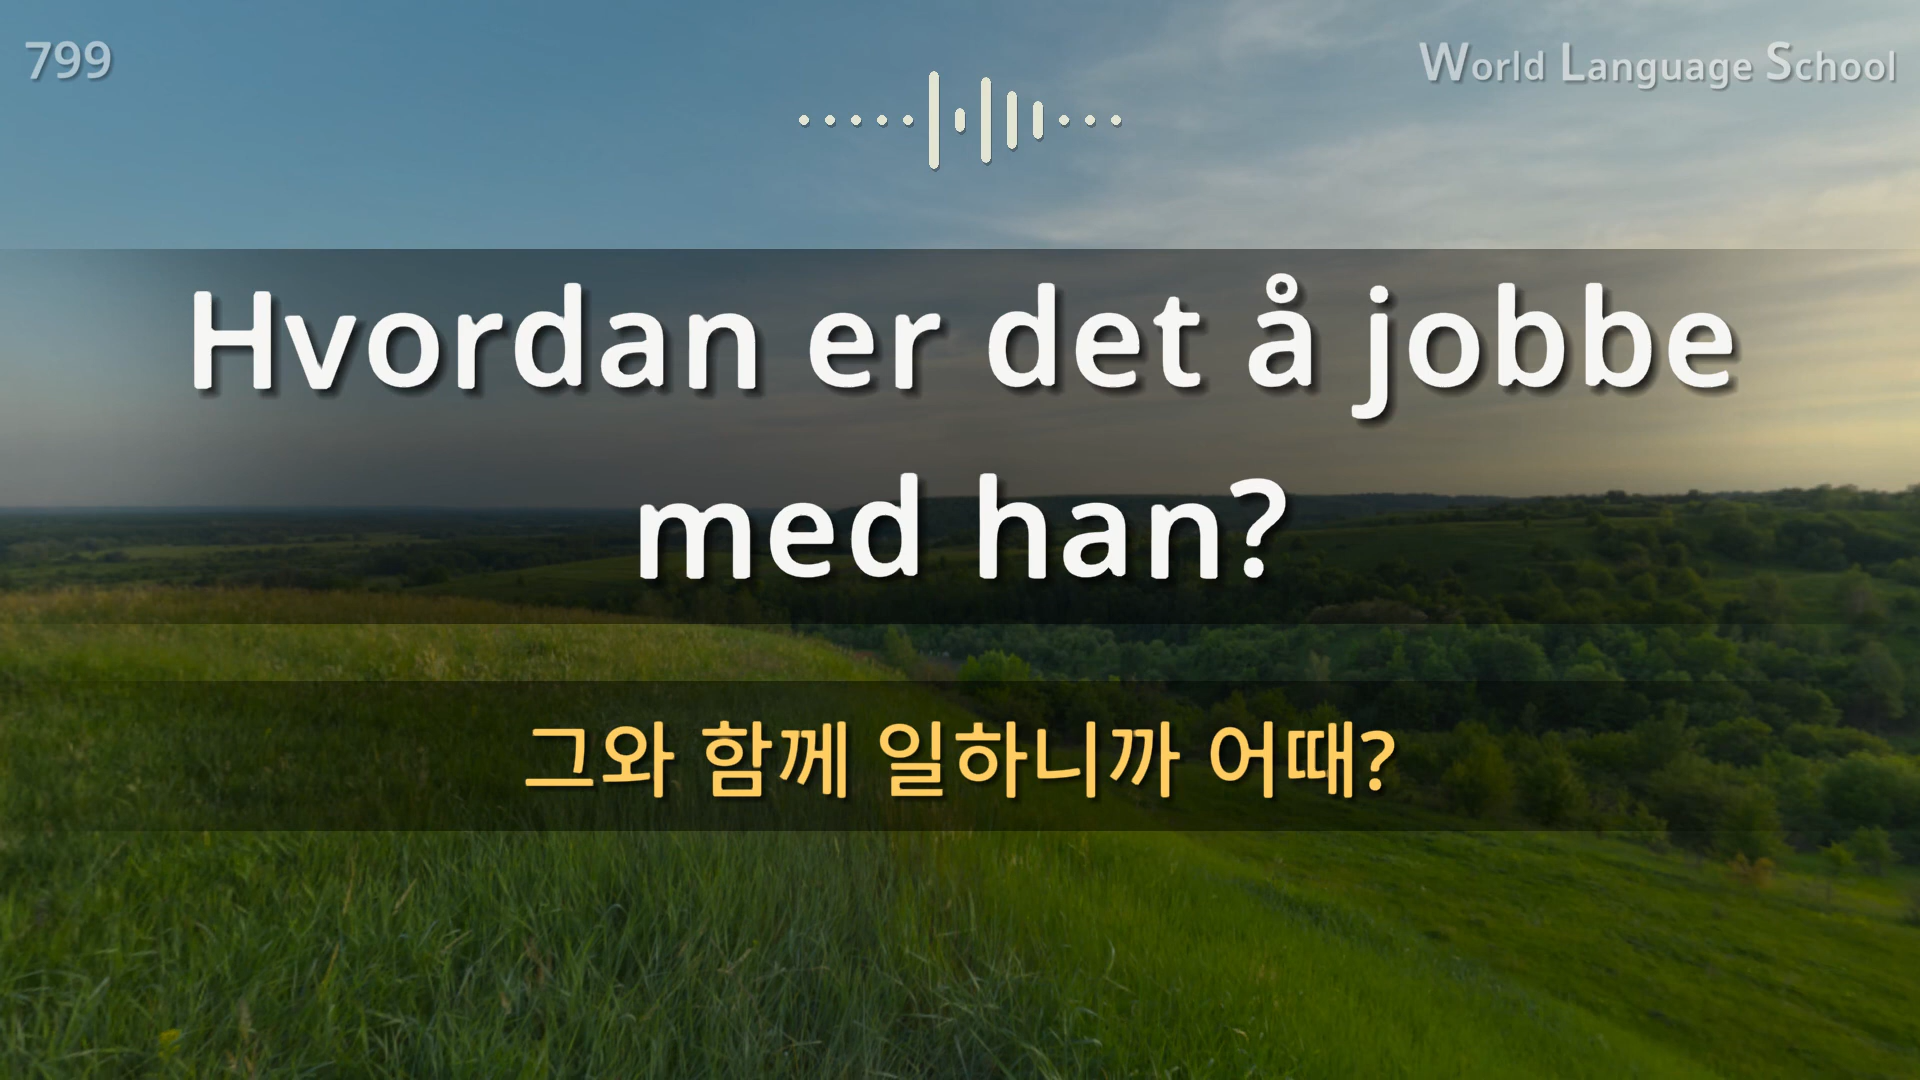 799
World Language School
Hvordan er det å jobbe
med han?
그와 함께 일하니까 어때?